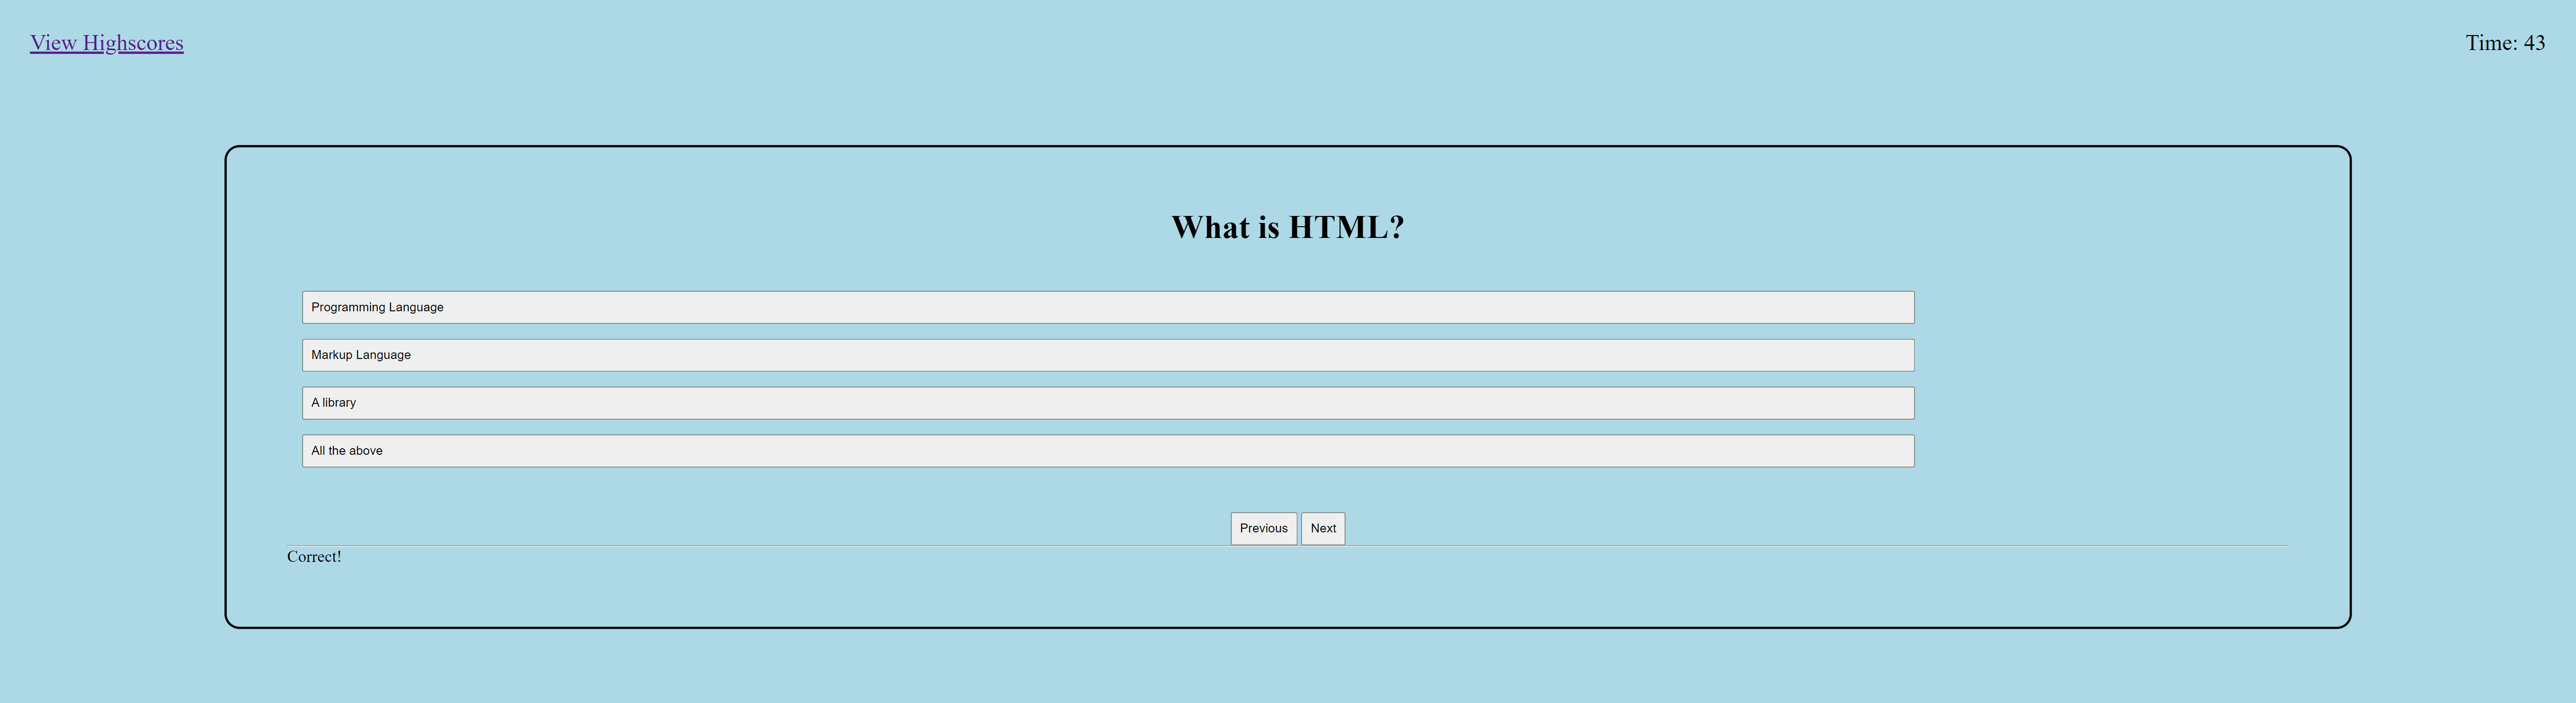 View Highscores
Time: 43
What is HTML?
Programming Language
Markup Language
A library
All the above
Previous Next
Correct!